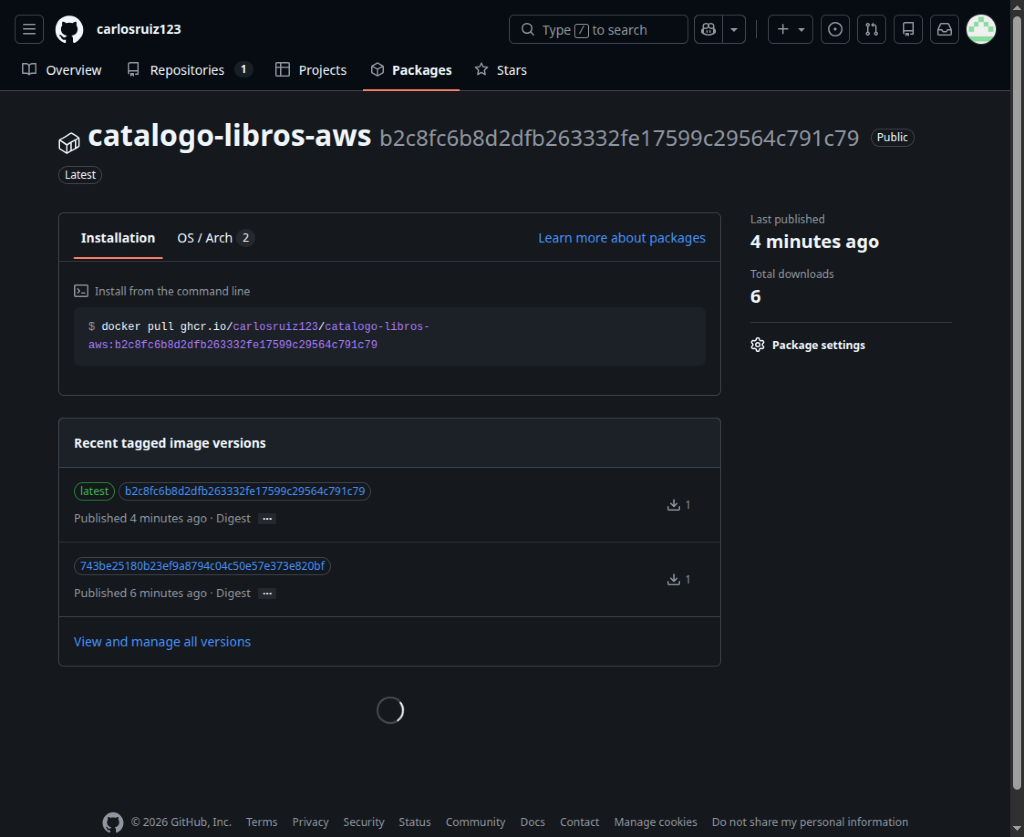 carlosruiz123
Type / to search
Overview
Repositories 1
Projects
Packages
Stars
catalogo-libros-aws b2c8fc6b8d2dfb263332fe17599c29564c791c79 Public
Latest
Installation
OS / Arch 2
Learn more about packages
Install from the command line
$ docker pull ghcr.io/carlosruiz123/catalogo-libros-
aws:b2c8fc6b8d2dfb263332fe17599c29564c791c79
Last published
4 minutes ago
Total downloads
6
Package settings
Recent tagged image versions
latest b2c8fc6b8d2dfb263332fe17599c29564c791c79
Published 4 minutes ago · Digest ···
1
743be25180b23ef9a8794c04c50e57e373e820bf
Published 6 minutes ago · Digest ···
1
View and manage all versions
© 2026 GitHub, Inc. Terms Privacy Security Status Community Docs Contact Manage cookies Do not share my personal information